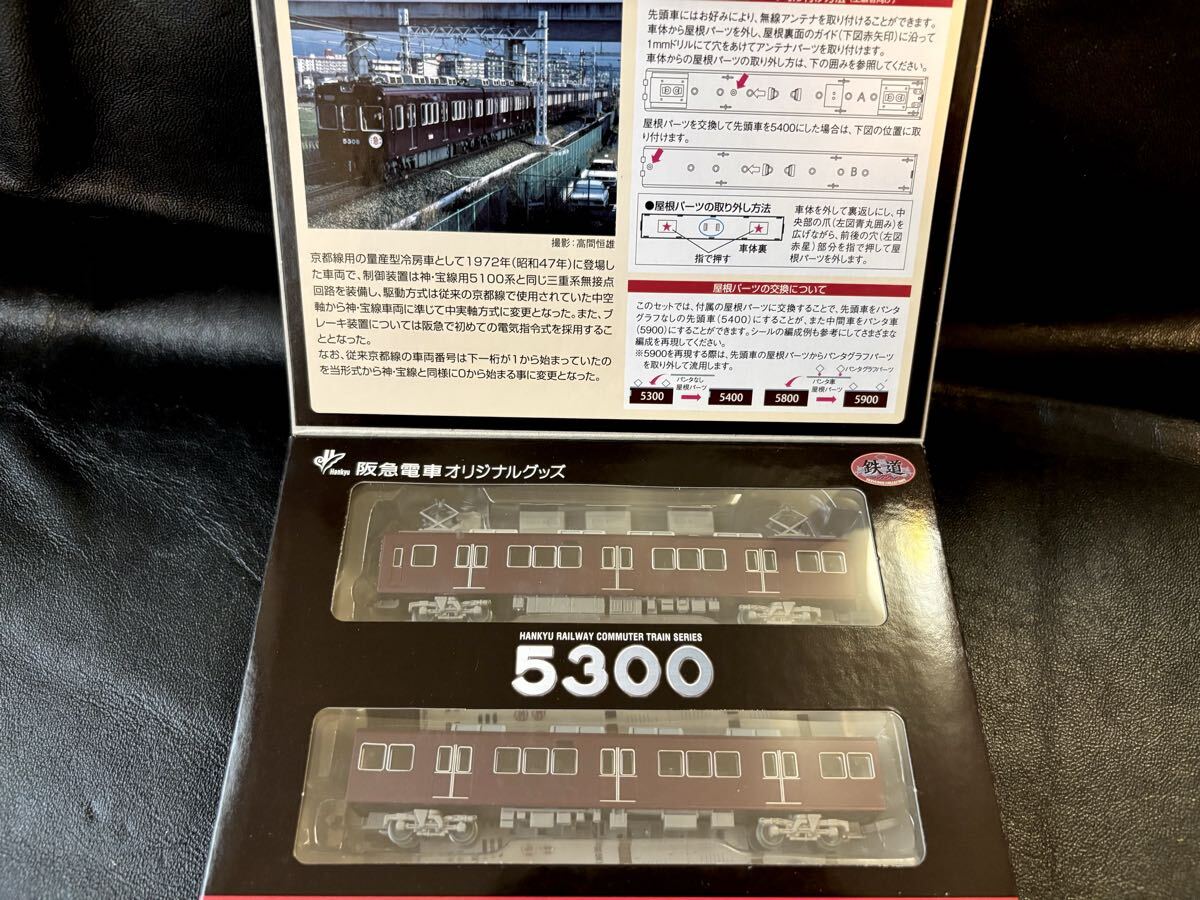 先頭車にはお好みにより、無線アンテナを取り付けることができます。
車体から屋根パーツを外し、屋根裏面のガイド(下図赤矢印)に沿って
1mmドリルにて穴をあけてアンテナパーツを取り付けます。
車体からの屋根パーツの取り外し方は、下の囲みを参照してください。
A
屋根パーツを交換して先頭車を5400にした場合は、下図の位置に取
り付けます。
B
●屋根パーツの取り外し方法
車体裏
指で押す
車体を外して裏返しにし、中
央部の爪(左図青丸囲み)を
広げながら、前後の穴(左図
赤星)部分を指で押して屋根
パーツを外します。
5308
撮影:高間恒雄
京都線用の量産型冷房車として1972年(昭和47年)に登場し
た車両で、制御装置は神・宝線用5100系と同じ三重系無接点
回路を装備し、駆動方式は従来の京都線で使用されていた中空
軸から神・宝線車両に準じて中実軸方式に変更となった。また、ブ
レーキ装置については阪急で初めての電気指令式を採用するこ
ととなった。
なお、従来京都線の車両番号は下一桁が1から始まっていたの
を当形式から神・宝線と同様に0から始まる事に変更となった。
屋根パーツの交換について
このセットでは、付属の屋根パーツに交換することで、先頭車をパンタ
グラフなしの先頭車(5400)にすることが、また中間車をパンタ車
(5900)にすることができます。シールの編成例も参考にしてさまざまな
編成を再現してください。
※5900を再現する際は、先頭車の屋根パーツからパンタグラフパーツ
を取り外して流用します。
パンタグラフパーツ
パンタなし
屋根パーツ
パンタ車
屋根パーツ
5300
5400
5800
5900
Hankyu
阪急電車オリジナルグッズ
鉄道
HANKYU RAILWAY COMMUTER TRAIN SERIES
5300